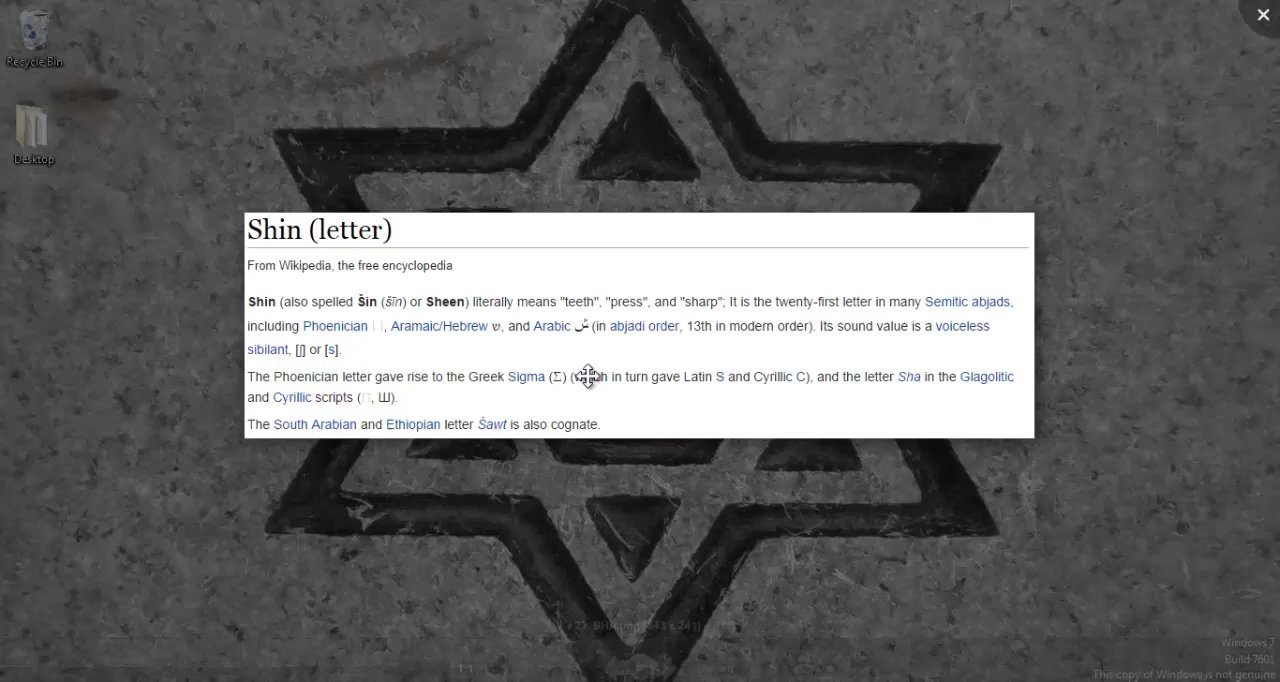 Recycle Bin
Desktop
Shin (letter)
From Wikipedia, the free encyclopedia
Shin (also spelled Šin (šīn) or Sheen) literally means "teeth", "press", and "sharp"; It is the twenty-first letter in many Semitic abjads,
including Phoenician , Aramaic/Hebrew ש, and Arabic ش (in abjadi order, 13th in modern order). Its sound value is a voiceless
sibilant, [ʃ] or [s].
The Phoenician letter gave rise to the Greek Sigma (Σ) ( in turn gave Latin S and Cyrillic С), and the letter Sha in the Glagolitic
and Cyrillic scripts ( , Ш).
The South Arabian and Ethiopian letter Śawt is also cognate.
1:1
Windows 7
Build 7601
This copy of Windows is not genuine